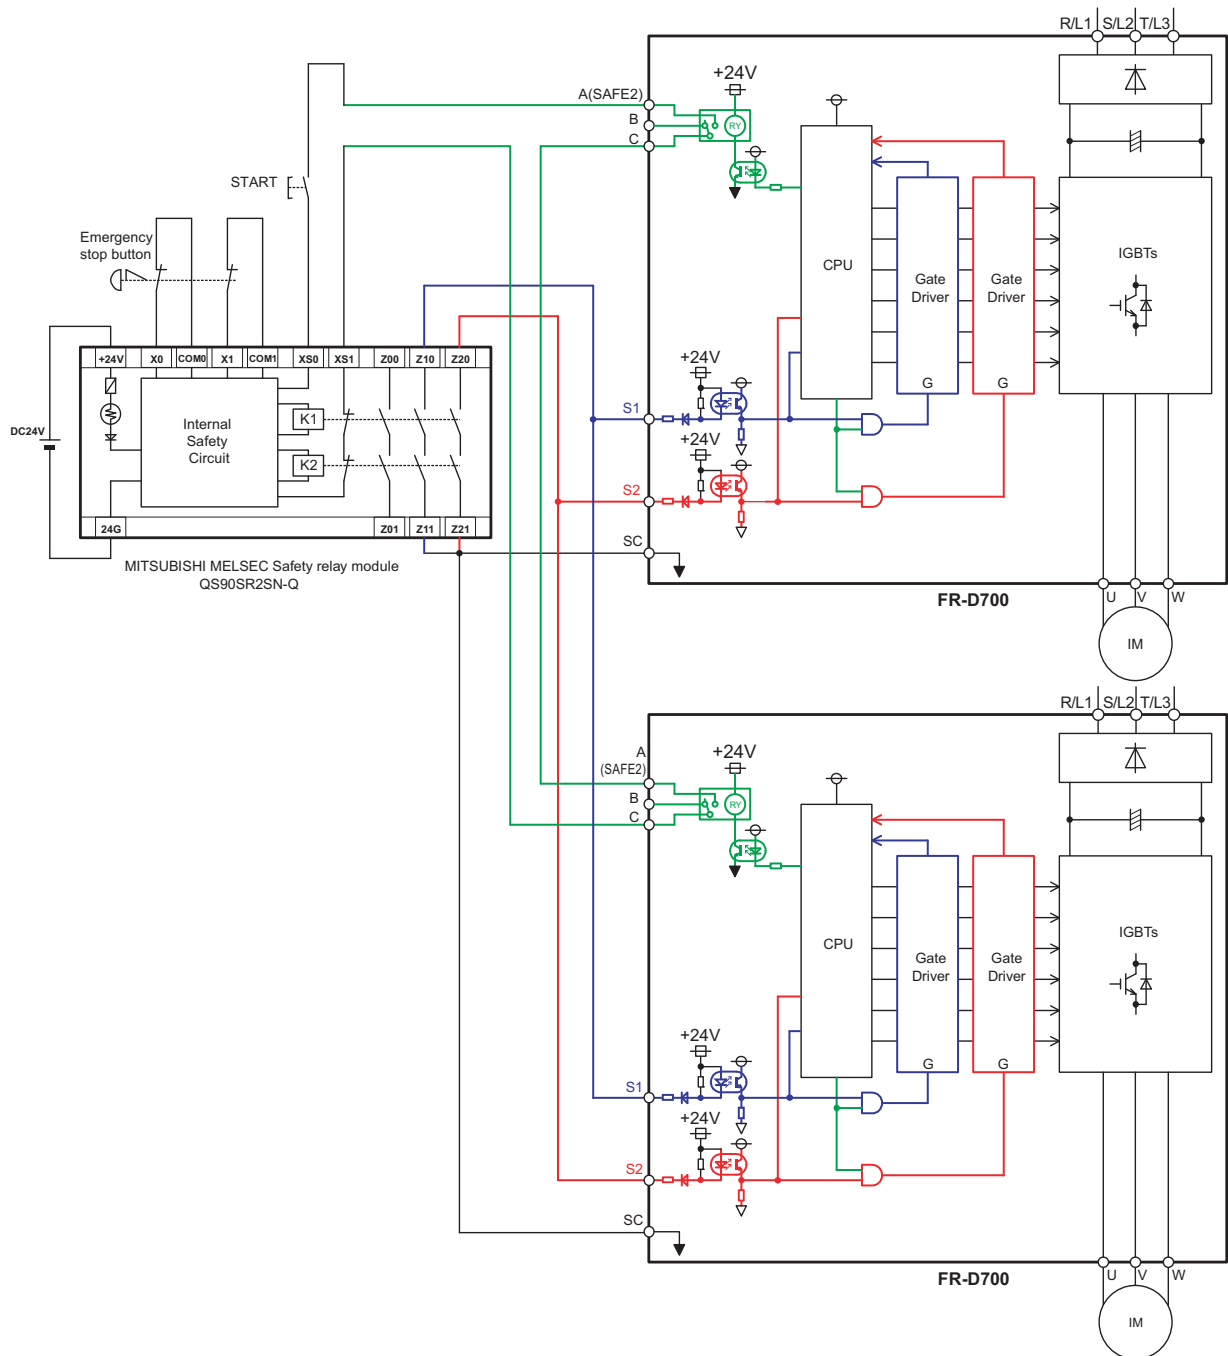 R/L1 S/L2 T/L3
+24V
A(SAFE2)
B
C
RY
START
Emergency
stop button
CPU
Gate
Driver
Gate
Driver
IGBTs
+24V X0 COM0 X1 COM1 XS0 XS1 Z00 Z10 Z20
+24V
G
G
S1
DC24V
Internal
Safety
Circuit
K1
K2
+24V
S2
24G Z01 Z11 Z21
SC
MITSUBISHI MELSEC Safety relay module
QS90SR2SN-Q
FR-D700
U V W
IM
R/L1 S/L2 T/L3
+24V
A
(SAFE2)
B
C
RY
CPU
Gate
Driver
Gate
Driver
IGBTs
+24V
G
G
S1
+24V
S2
SC
FR-D700
U V W
IM